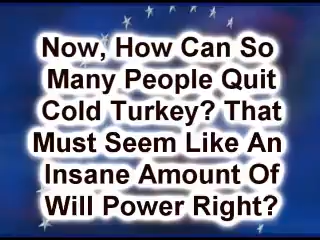 Now, How Can So
Many People Quit
Cold Turkey? That
Must Seem Like An
Insane Amount Of
Will Power Right?